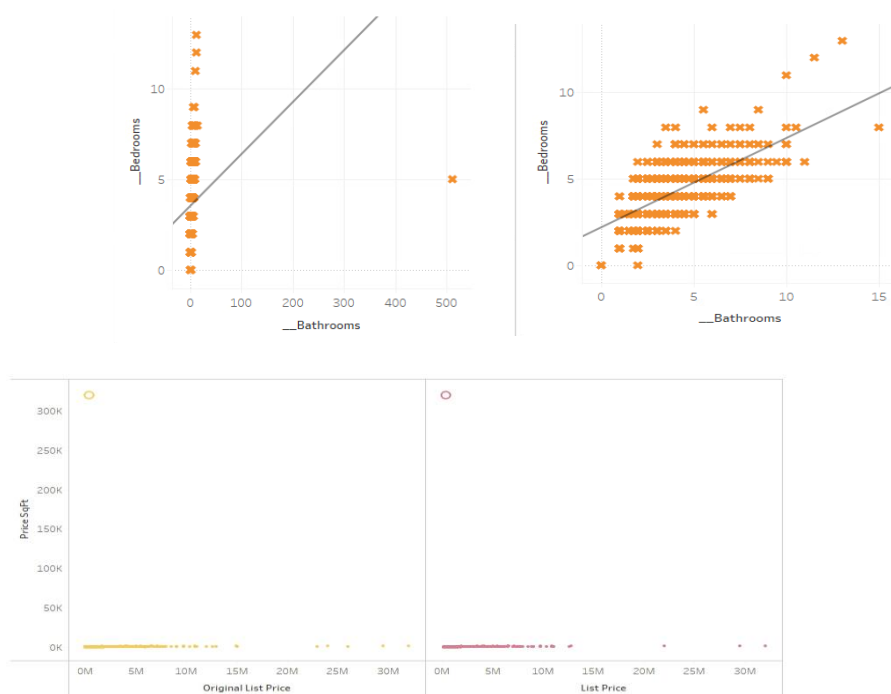 10
5
0
__Bedrooms
0 100 200 300 400 500
__Bathrooms
10
5
0
__Bedrooms
0 5 10 15
__Bathrooms
300K
250K
200K
150K
100K
50K
0K
Price SqFt
0M 5M 10M 15M 20M 25M 30M
Original List Price
0M 5M 10M 15M 20M 25M 30M
List Price